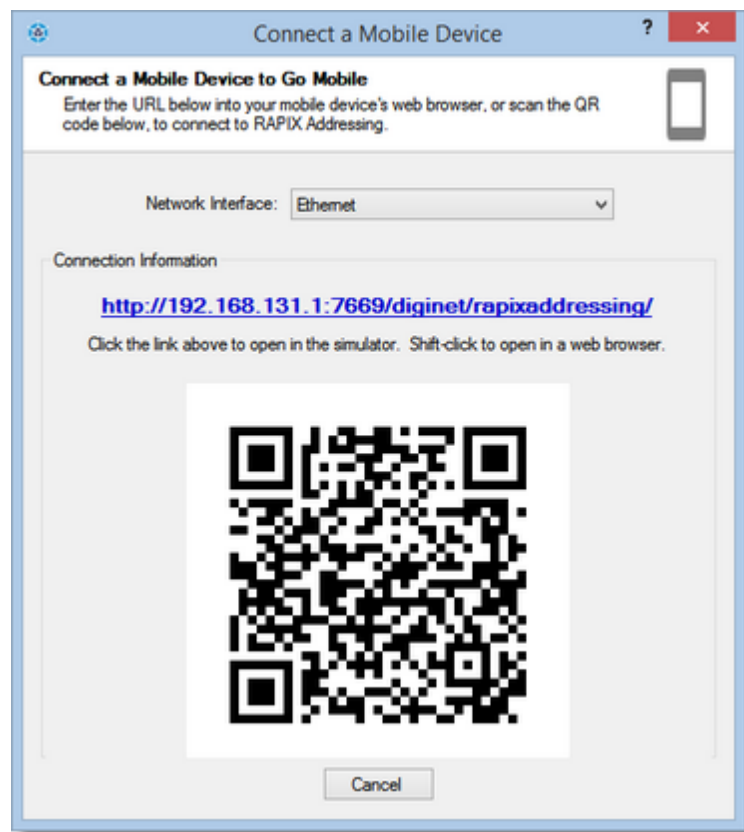 Connect a Mobile Device
?
×
Connect a Mobile Device to Go Mobile
Enter the URL below into your mobile device's web browser, or scan the QR
code below, to connect to RAPIX Addressing.
Network Interface: Ethernet
Connection Information
http://192.168.131.1:7669/diginet/rapixaddressing/
Click the link above to open in the simulator. Shift-click to open in a web browser.
Cancel